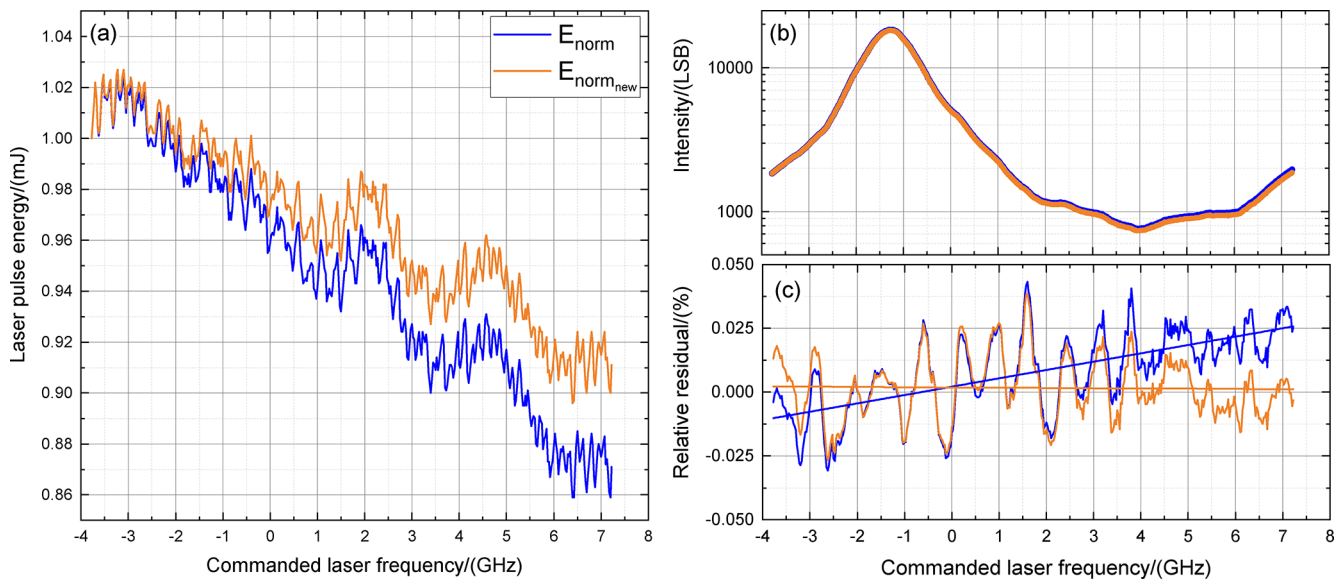 (a)
E_norm
E_norm_new
1.04
1.02
1.00
0.98
0.96
0.94
0.92
0.90
0.88
0.86
Laser pulse energy/(mJ)
-4 -3 -2 -1 0 1 2 3 4 5 6 7 8
Commanded laser frequency/(GHz)
(b)
10000
1000
Intensity/(LSB)
(c)
0.050
0.025
0.000
-0.025
-0.050
Relative residual/(%)
-4 -3 -2 -1 0 1 2 3 4 5 6 7 8
Commanded laser frequency/(GHz)